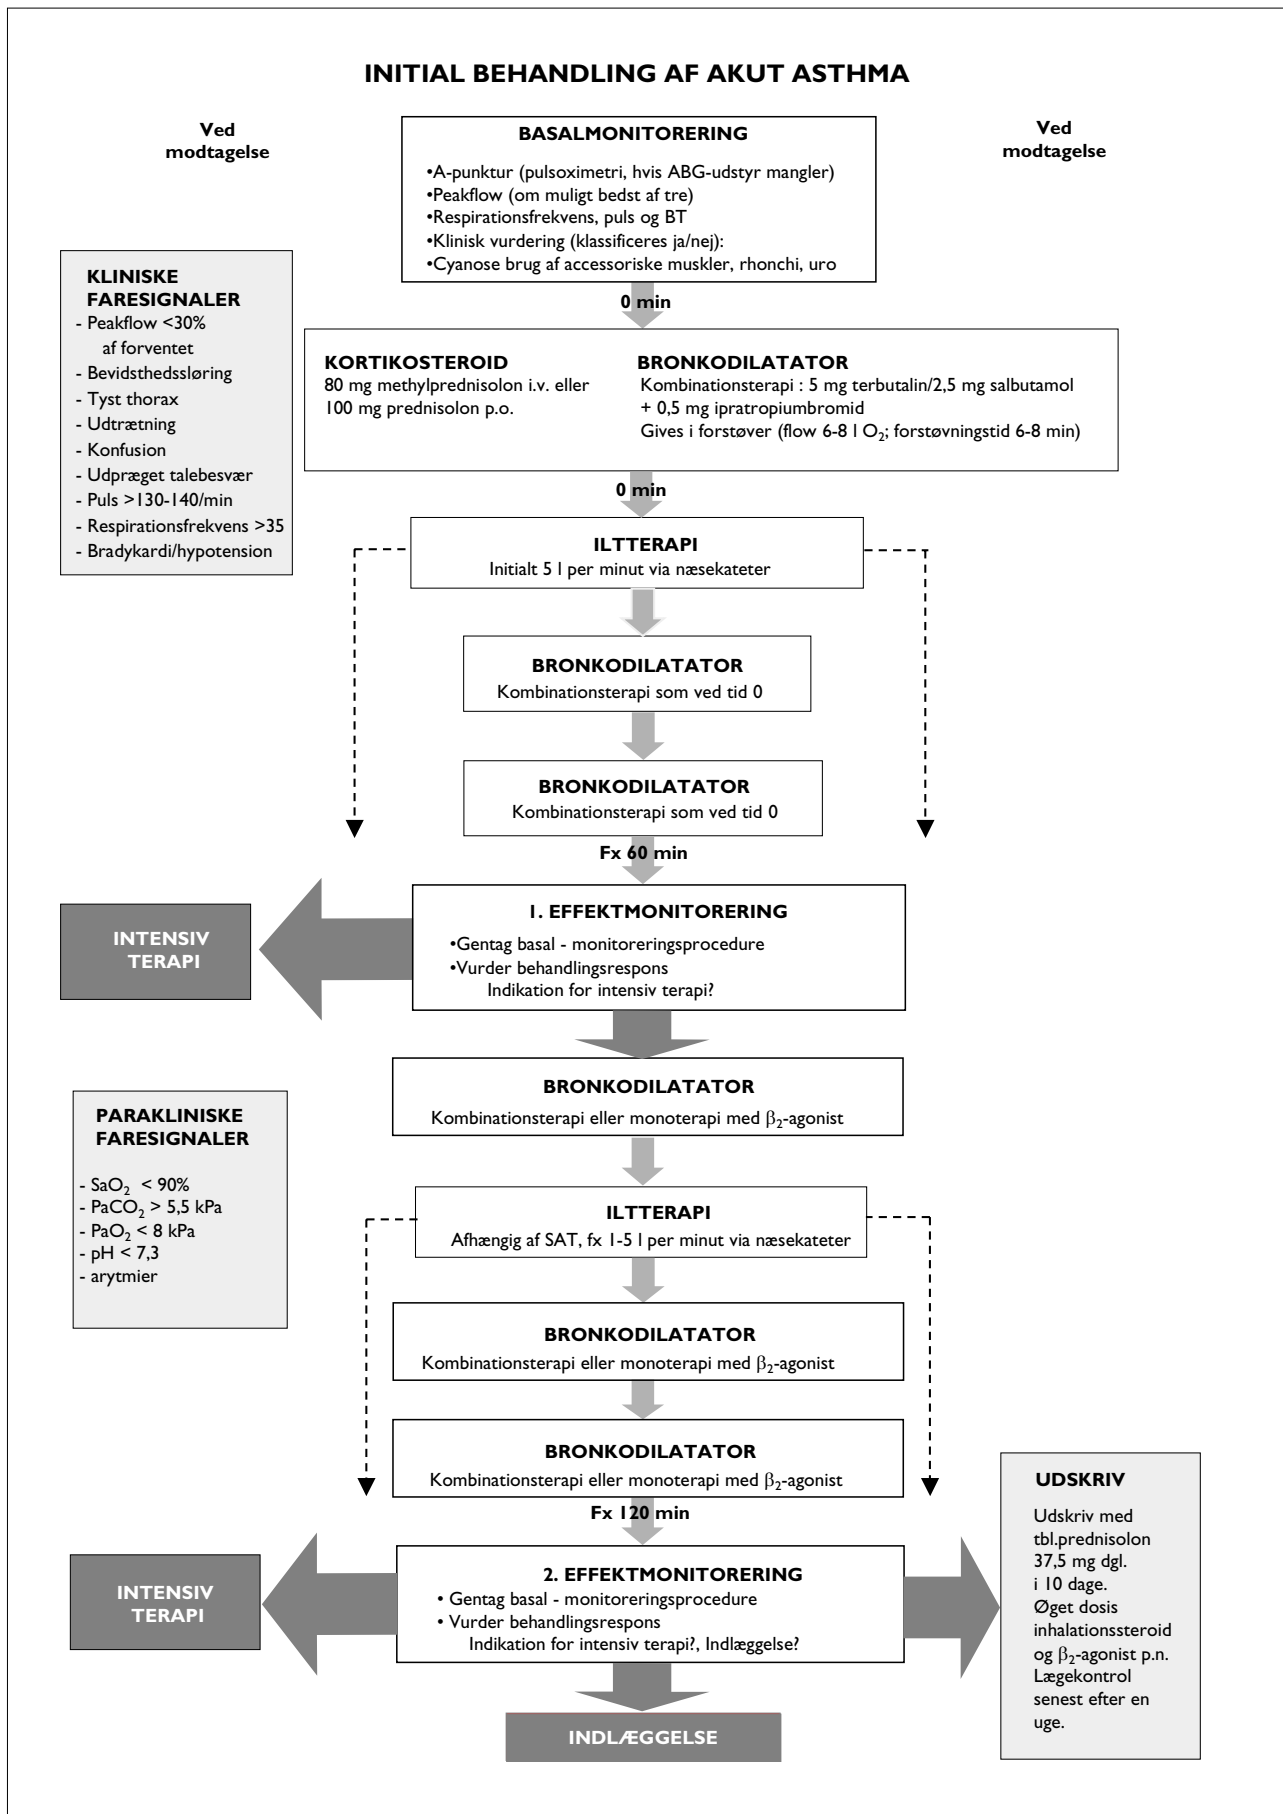 INITIAL BEHANDLING AF AKUT ASTHMA
Ved
modtagelse
Ved
modtagelse
BASALMONITORERING
•A-punktur (pulsoximetri, hvis ABG-udstyr mangler)
•Peakflow (om muligt bedst af tre)
•Respirationsfrekvens, puls og BT
•Klinisk vurdering (klassificeres ja/nej):
•Cyanose brug af accessoriske muskler, rhonchi, uro
KLINISKE
FARESIGNALER
- Peakflow <30%
af forventet
- Bevidsthedssløring
- Tyst thorax
- Udtrætning
- Konfusion
- Udpræget talebesvær
- Puls >130-140/min
- Respirationsfrekvens >35
- Bradykardi/hypotension
0 min
KORTIKOSTEROID
80 mg methylprednisolon i.v. eller
100 mg prednisolon p.o.
BRONKODILATATOR
Kombinationsterapi : 5 mg terbutalin/2,5 mg salbutamol
+ 0,5 mg ipratropiumbromid
Gives i forstøver (flow 6-8 l O₂; forstøvningstid 6-8 min)
0 min
ILTTERAPI
Initialt 5 l per minut via næsekateter
BRONKODILATATOR
Kombinationsterapi som ved tid 0
BRONKODILATATOR
Kombinationsterapi som ved tid 0
Fx 60 min
1. EFFEKTMONITORERING
•Gentag basal - monitoreringsprocedure
•Vurder behandlingsrespons
Indikation for intensiv terapi?
INTENSIV
TERAPI
BRONKODILATATOR
Kombinationsterapi eller monoterapi med β₂-agonist
PARAKLINISKE
FARESIGNALER
- SaO₂ < 90%
- PaCO₂ > 5,5 kPa
- PaO₂ < 8 kPa
- pH < 7,3
- arytmier
ILTTERAPI
Afhængig af SAT, fx 1-5 l per minut via næsekateter
BRONKODILATATOR
Kombinationsterapi eller monoterapi med β₂-agonist
BRONKODILATATOR
Kombinationsterapi eller monoterapi med β₂-agonist
Fx 120 min
2. EFFEKTMONITORERING
• Gentag basal - monitoreringsprocedure
• Vurder behandlingsrespons
Indikation for intensiv terapi?, Indlæggelse?
INTENSIV
TERAPI
UDSKRIV
Udskriv med
tbl.prednisolon
37,5 mg dgl.
i 10 dage.
Øget dosis
inhalationssteroid
og β₂-agonist p.n.
Lægekontrol
senest efter en
uge.
INDLÆGGELSE